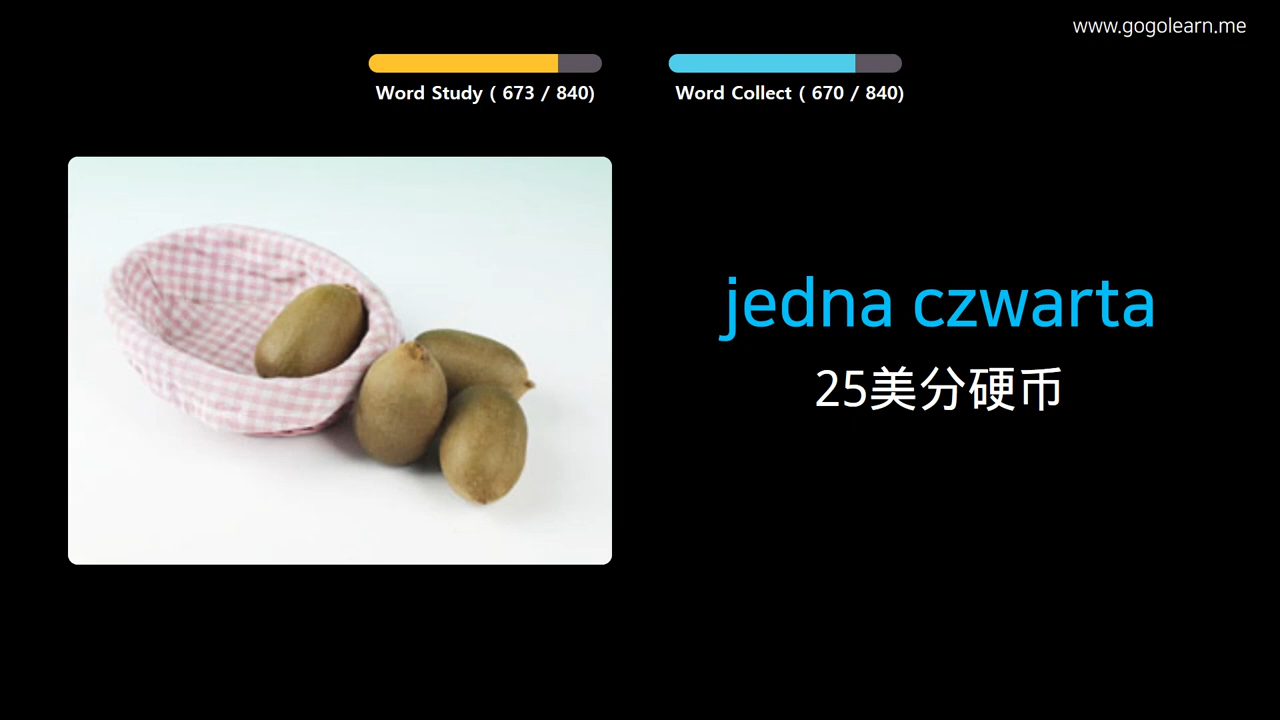 www.gogolearn.me
Word Study ( 673 / 840)
Word Collect ( 670 / 840)
jedna czwarta
25美分硬币